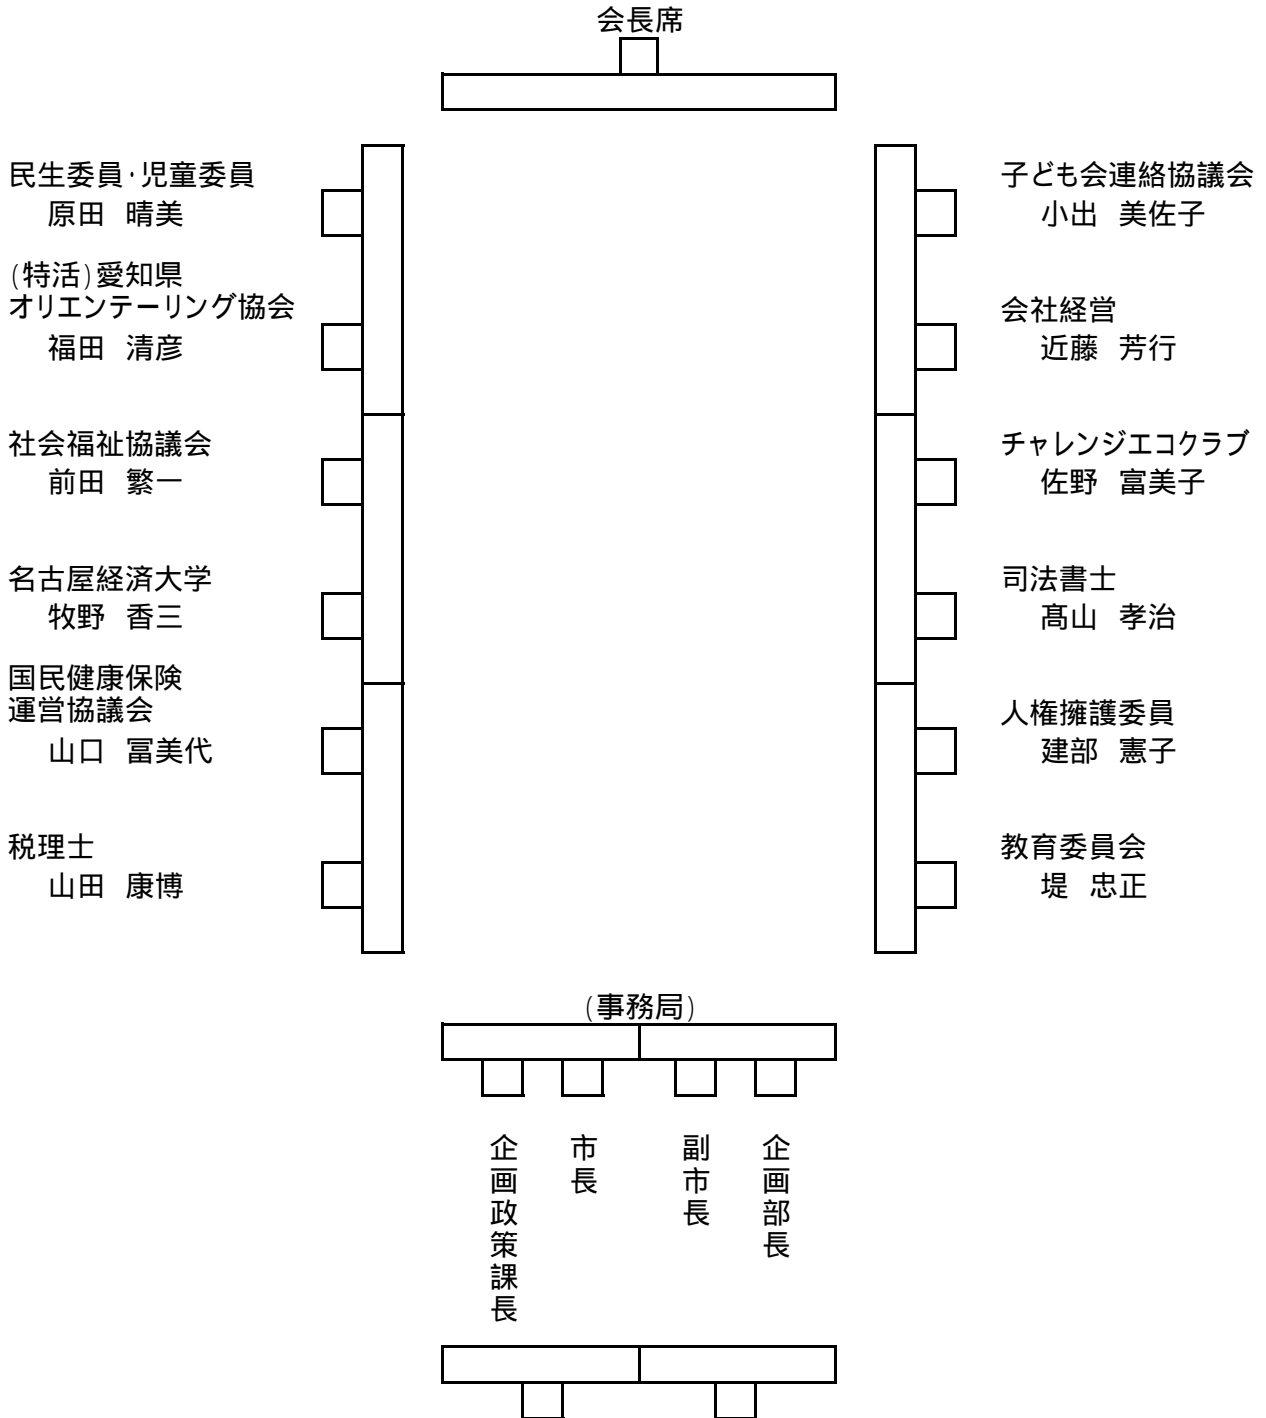 会長席
民生委員･児童委員
原田 晴美
(特活)愛知県
オリエンテーリング協会
福田 清彦
社会福祉協議会
前田 繁一
名古屋経済大学
牧野 香三
国民健康保険
運営協議会
山口 冨美代
税理士
山田 康博
子ども会連絡協議会
小出 美佐子
会社経営
近藤 芳行
チャレンジエコクラブ
佐野 富美子
司法書士
髙山 孝治
人権擁護委員
建部 憲子
教育委員会
堤 忠正
(事務局)
企画政策課長
市長
副市長
企画部長